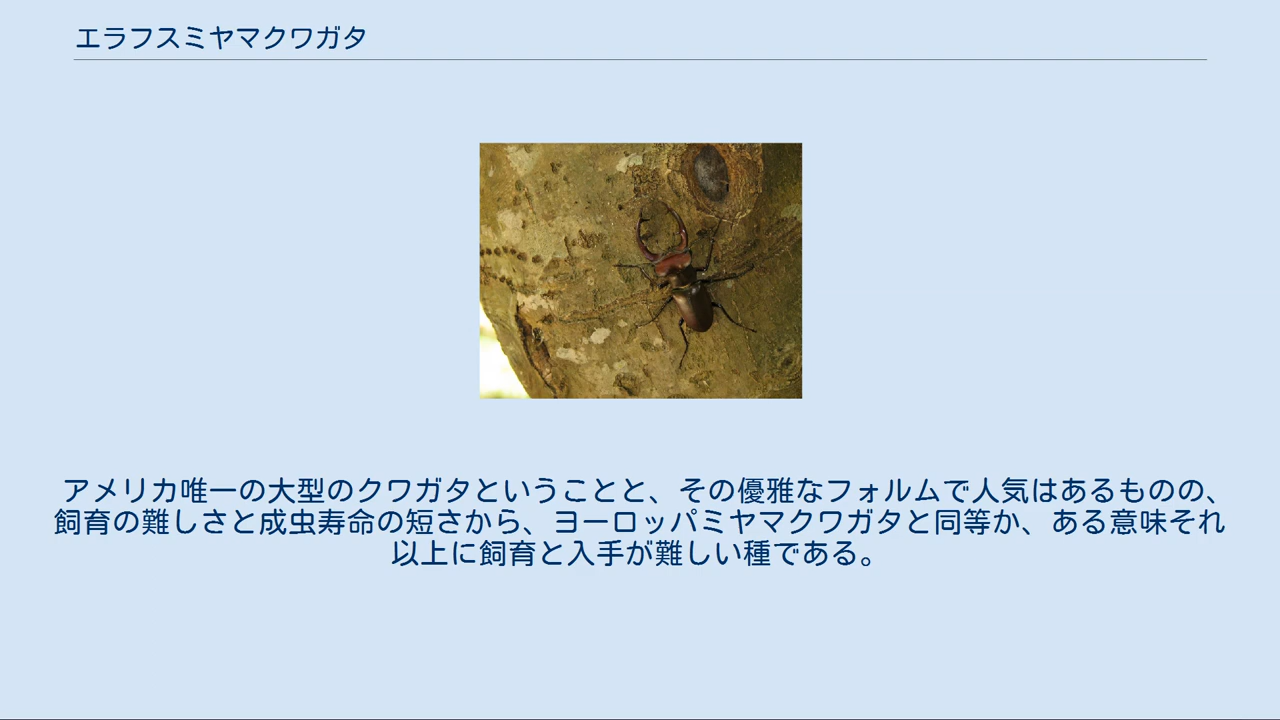 エラフスミヤマクワガタ
アメリカ唯一の大型のクワガタということと、その優雅なフォルムで人気はあるものの、
飼育の難しさと成虫寿命の短さから、ヨーロッパミヤマクワガタと同等か、ある意味それ
以上に飼育と入手が難しい種である。